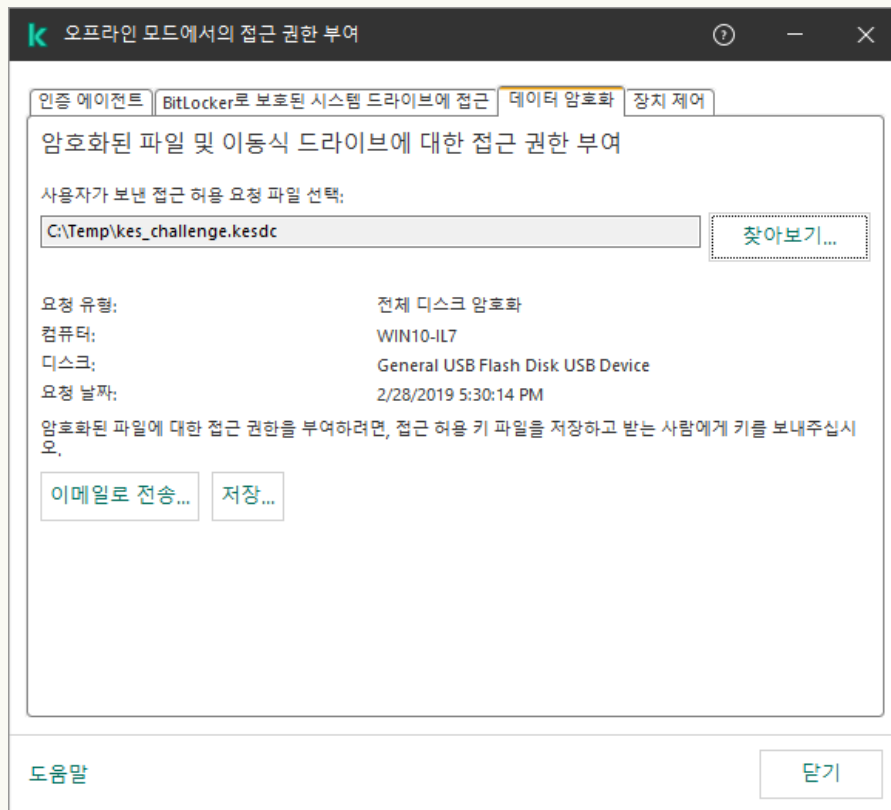 오프라인 모드에서의 접근 권한 부여
인증 에이전트 BitLocker로 보호된 시스템 드라이브에 접근 데이터 암호화 장치 제어
암호화된 파일 및 이동식 드라이브에 대한 접근 권한 부여
사용자가 보낸 접근 허용 요청 파일 선택:
C:\Temp\kes_challenge.kesdc 찾아보기...
요청 유형: 전체 디스크 암호화
컴퓨터: WIN10-IL7
디스크: General USB Flash Disk USB Device
요청 날짜: 2/28/2019 5:30:14 PM
암호화된 파일에 대한 접근 권한을 부여하려면, 접근 허용 키 파일을 저장하고 받는 사람에게 키를 보내주십시
오.
이메일로 전송... 저장...
도움말 닫기